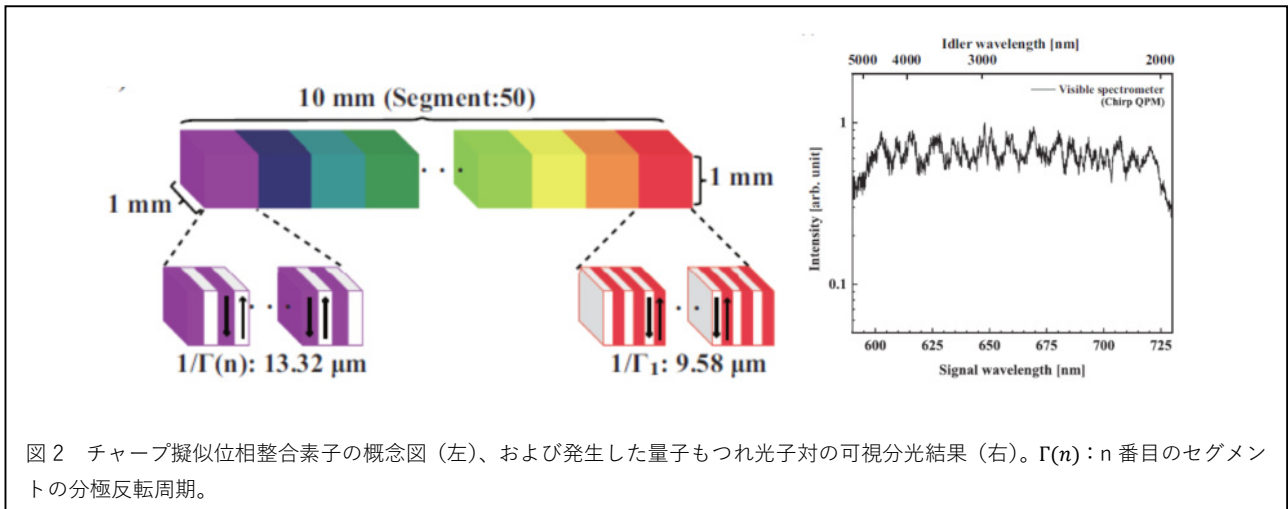 10 mm (Segment:50)
1 mm
1 mm
1/Γ(n): 13.32 μm
1/Γ1: 9.58 μm
Idler wavelength [nm]
5000 4000 3000 2000
Visible spectrometer
(Chirp QPM)
Intensity [arb. unit]
1
0.1
600 625 650 675 700 725
Signal wavelength [nm]
図 2 チャープ擬似位相整合素子の概念図（左）、および発生した量子もつれ光子対の可視分光結果（右）。Γ(n)：n 番目のセグメン
トの分極反転周期。